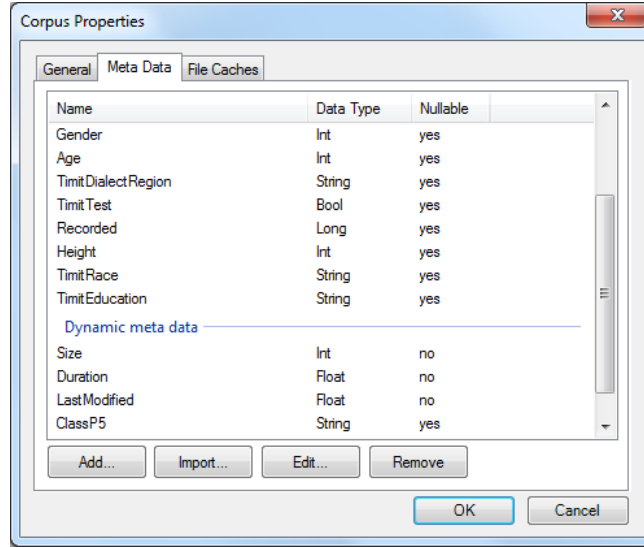 Corpus Properties
General Meta Data File Caches
Name Data Type Nullable
Gender Int yes
Age Int yes
TimitDialectRegion String yes
TimitTest Bool yes
Recorded Long yes
Height Int yes
TimitRace String yes
TimitEducation String yes
Dynamic meta data
Size Int no
Duration Float no
LastModified Float no
ClassP5 String yes
Add... Import... Edit... Remove
OK Cancel